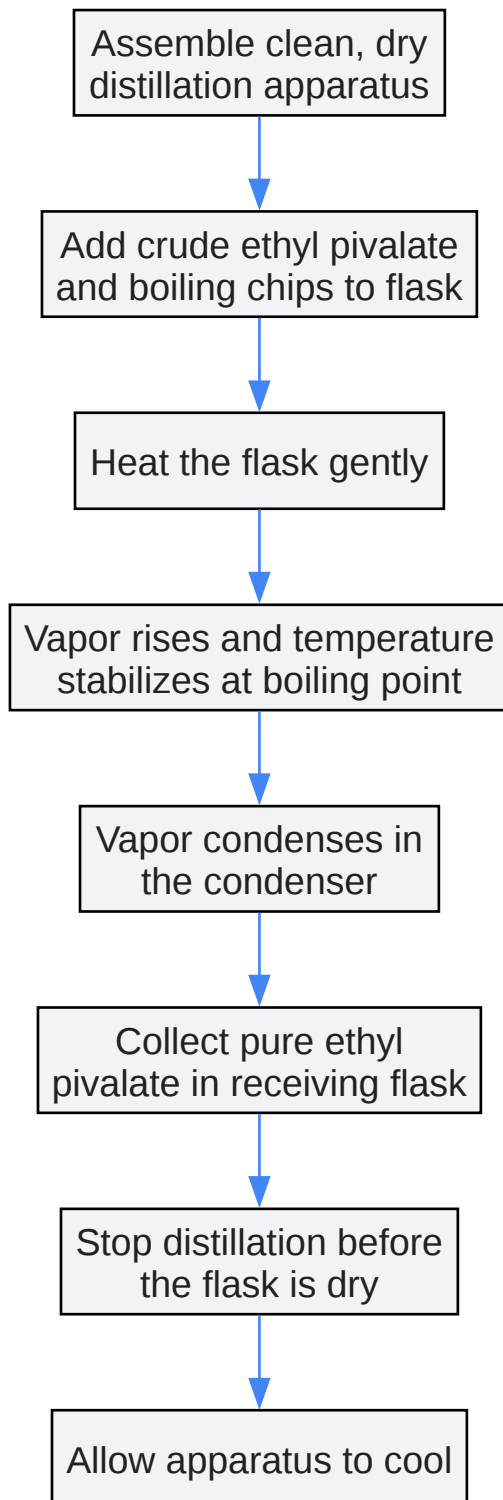 Assemble clean, dry
distillation apparatus
Add crude ethyl pivalate
and boiling chips to flask
Heat the flask gently
Vapor rises and temperature
stabilizes at boiling point
Vapor condenses in
the condenser
Collect pure ethyl
pivalate in receiving flask
Stop distillation before
the flask is dry
Allow apparatus to cool